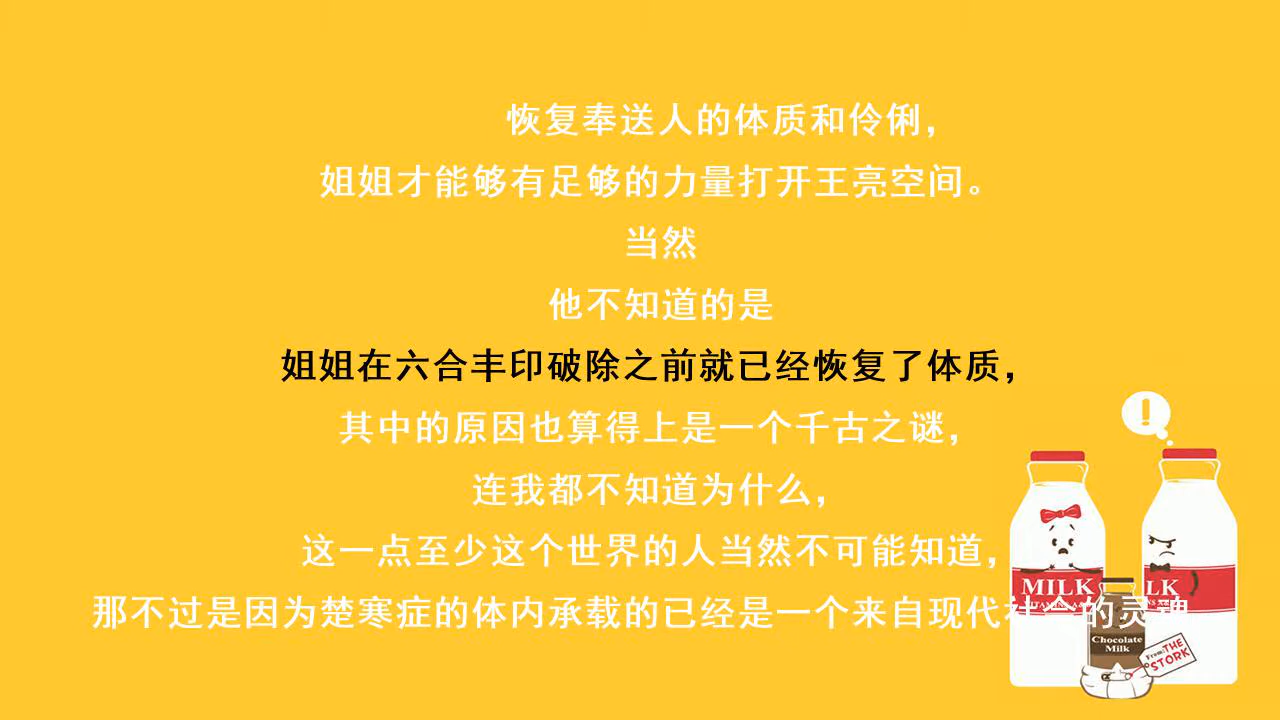 恢复奉送人的体质和伶俐，
姐姐才能够有足够的力量打开王亮空间。
当然
他不知道的是
姐姐在六合丰印破除之前就已经恢复了体质，
其中的原因也算得上是一个千古之谜，
连我都不知道为什么，
这一点至少这个世界的人当然不可能知道，
那不过是因为楚寒症的体内承载的已经是一个来自现代社会的灵魂
!
MILK
LK
Chocolate
Milk
From: THE
STORK